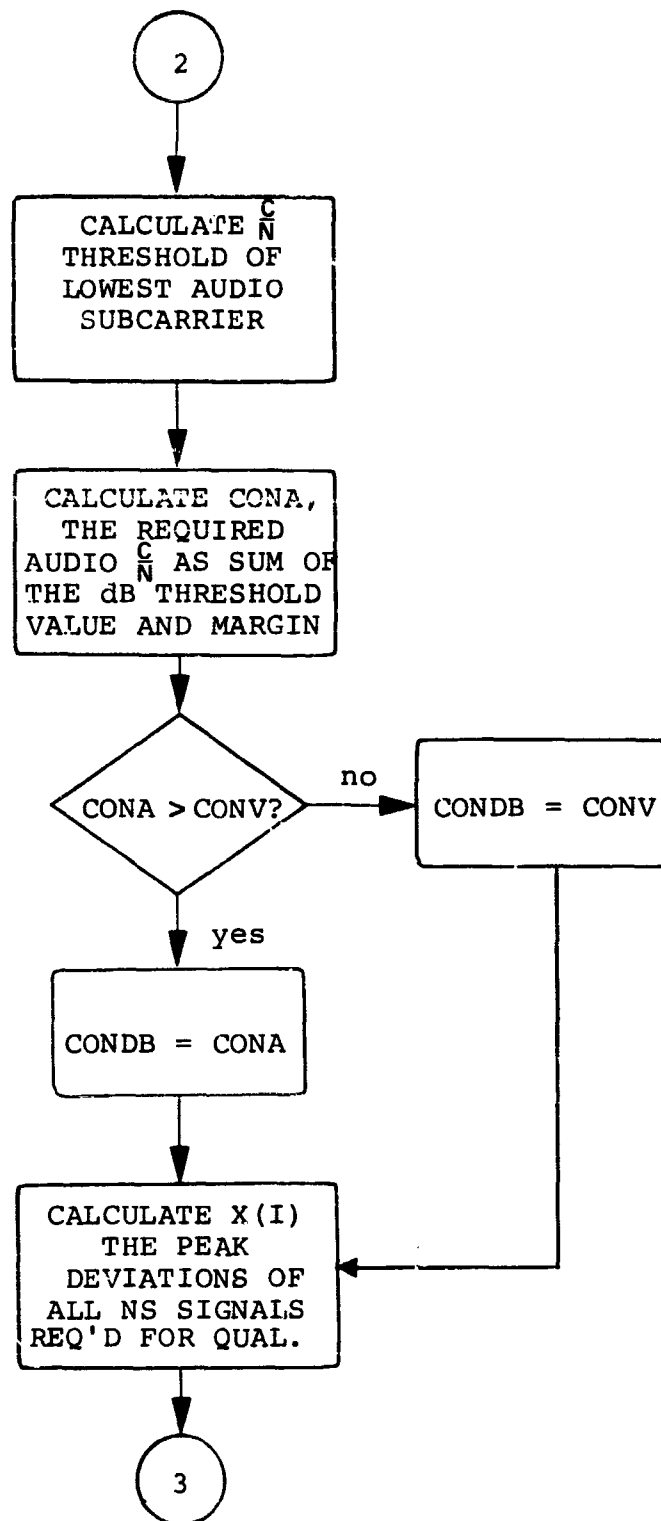 2
CALCULATE C/N
THRESHOLD OF
LOWEST AUDIO
SUBCARRIER
CALCULATE CONA,
THE REQUIRED
AUDIO C/N AS SUM OF
THE dB THRESHOLD
VALUE AND MARGIN
CONA > CONV?
no
CONDB = CONV
yes
CONDB = CONA
CALCULATE X(I)
THE PEAK
DEVIATIONS OF
ALL NS SIGNALS
REQ'D FOR QUAL.
3